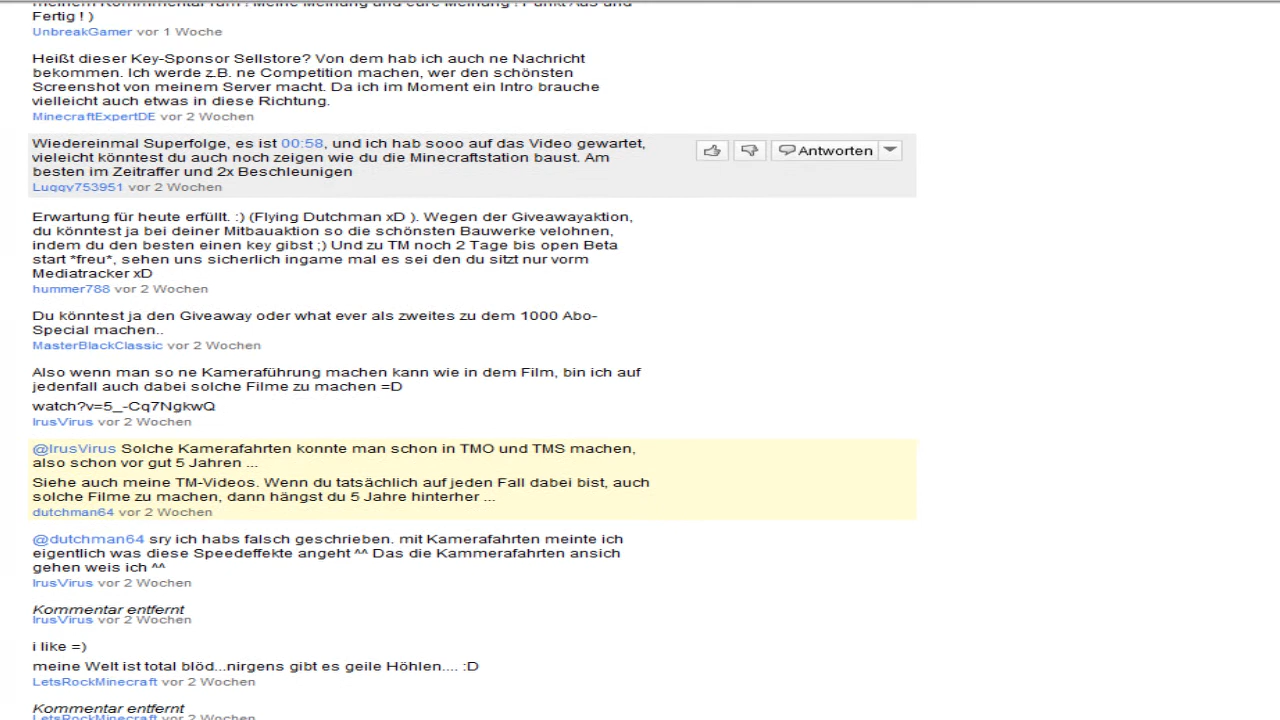 meinem Kommmentar rum ! Meine Meinung und eure Meinung ! Punkt Aus und
Fertig ! )
UnbreakGamer vor 1 Woche
Heißt dieser Key-Sponsor Sellstore? Von dem hab ich auch ne Nachricht
bekommen. Ich werde z.B. ne Competition machen, wer den schönsten
Screenshot von meinem Server macht. Da ich im Moment ein Intro brauche
vielleicht auch etwas in diese Richtung.
MinecraftExpertDE vor 2 Wochen
Wiedereinmal Superfolge, es ist 00:58, und ich hab sooo auf das Video gewartet,
vieleicht könntest du auch noch zeigen wie du die Minecraftstation baust. Am
besten im Zeitraffer und 2x Beschleunigen
Luggy753951 vor 2 Wochen
Antworten
Erwartung für heute erfüllt. :) (Flying Dutchman xD ). Wegen der Giveawayaktion,
du könntest ja bei deiner Mitbauaktion so die schönsten Bauwerke velohnen,
indem du den besten einen key gibst ;) Und zu TM noch 2 Tage bis open Beta
start *freu*, sehen uns sicherlich ingame mal es sei den du sitzt nur vorm
Mediatracker xD
hummer788 vor 2 Wochen
Du könntest ja den Giveaway oder what ever als zweites zu dem 1000 Abo-
Special machen..
MasterBlackClassic vor 2 Wochen
Also wenn man so ne Kameraführung machen kann wie in dem Film, bin ich auf
jedenfall auch dabei solche Filme zu machen =D
watch?v=5_-Cq7NgkwQ
IrusVirus vor 2 Wochen
@IrusVirus Solche Kamerafahrten konnte man schon in TMO und TMS machen,
also schon vor gut 5 Jahren ...
Siehe auch meine TM-Videos. Wenn du tatsächlich auf jeden Fall dabei bist, auch
solche Filme zu machen, dann hängst du 5 Jahre hinterher ...
dutchman64 vor 2 Wochen
@dutchman64 sry ich habs falsch geschrieben. mit Kamerafahrten meinte ich
eigentlich was diese Speedeffekte angeht ^^ Das die Kammerafahrten ansich
gehen weis ich ^^
IrusVirus vor 2 Wochen
Kommentar entfernt
IrusVirus vor 2 Wochen
i like =)
meine Welt ist total blöd...nirgens gibt es geile Höhlen.... :D
LetsRockMinecraft vor 2 Wochen
Kommentar entfernt
LetsRockMinecraft vor 2 Wochen